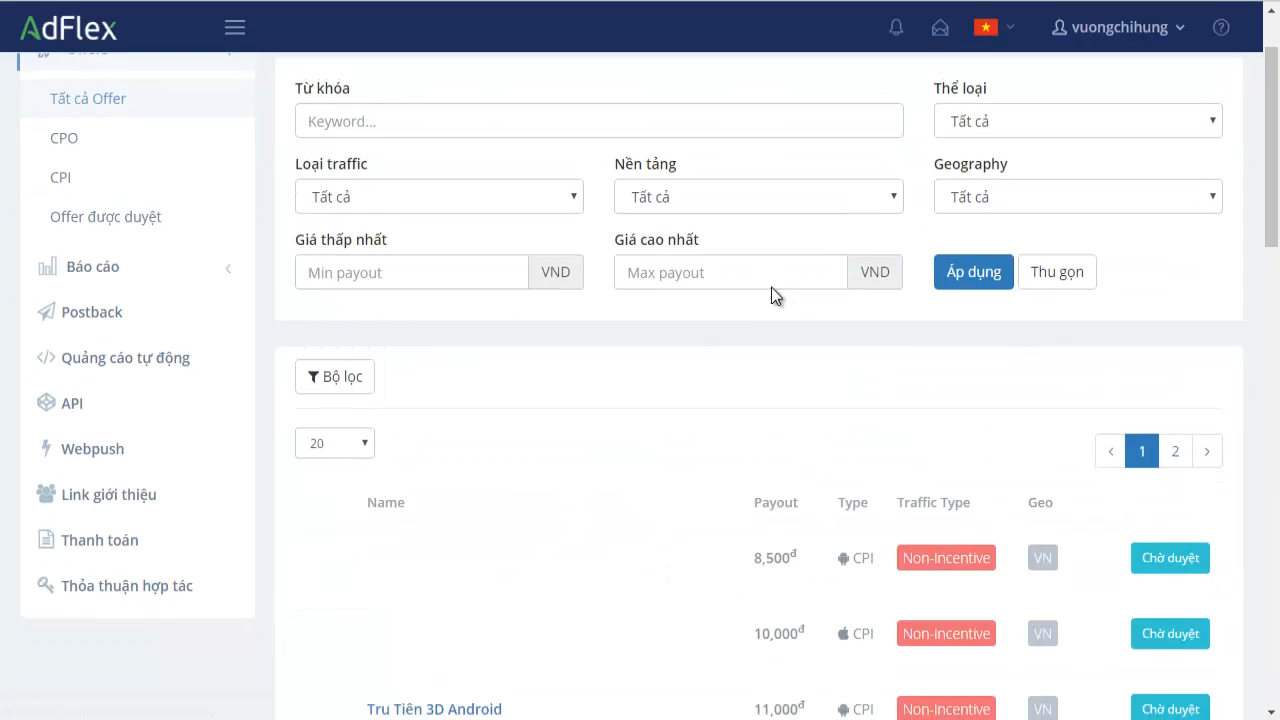 AdFlex
vuongchihung
Tất cả Offer
CPO
CPI
Offer được duyệt
Báo cáo
Postback
Quảng cáo tự động
API
Webpush
Link giới thiệu
Thanh toán
Thỏa thuận hợp tác
Từ khóa
Thể loại
Keyword...
Tất cả
Loại traffic
Nền tảng
Geography
Tất cả
Tất cả
Tất cả
Giá thấp nhất
Giá cao nhất
Min payout
VND
Max payout
VND
Áp dụng
Thu gọn
Bộ lọc
20
‹ 1 2 ›
Name Payout Type Traffic Type Geo
8,500đ CPI Non-Incentive VN Chờ duyệt
10,000đ CPI Non-Incentive VN Chờ duyệt
Tru Tiên 3D Android 11,000đ CPI Non-Incentive VN Chờ duyệt